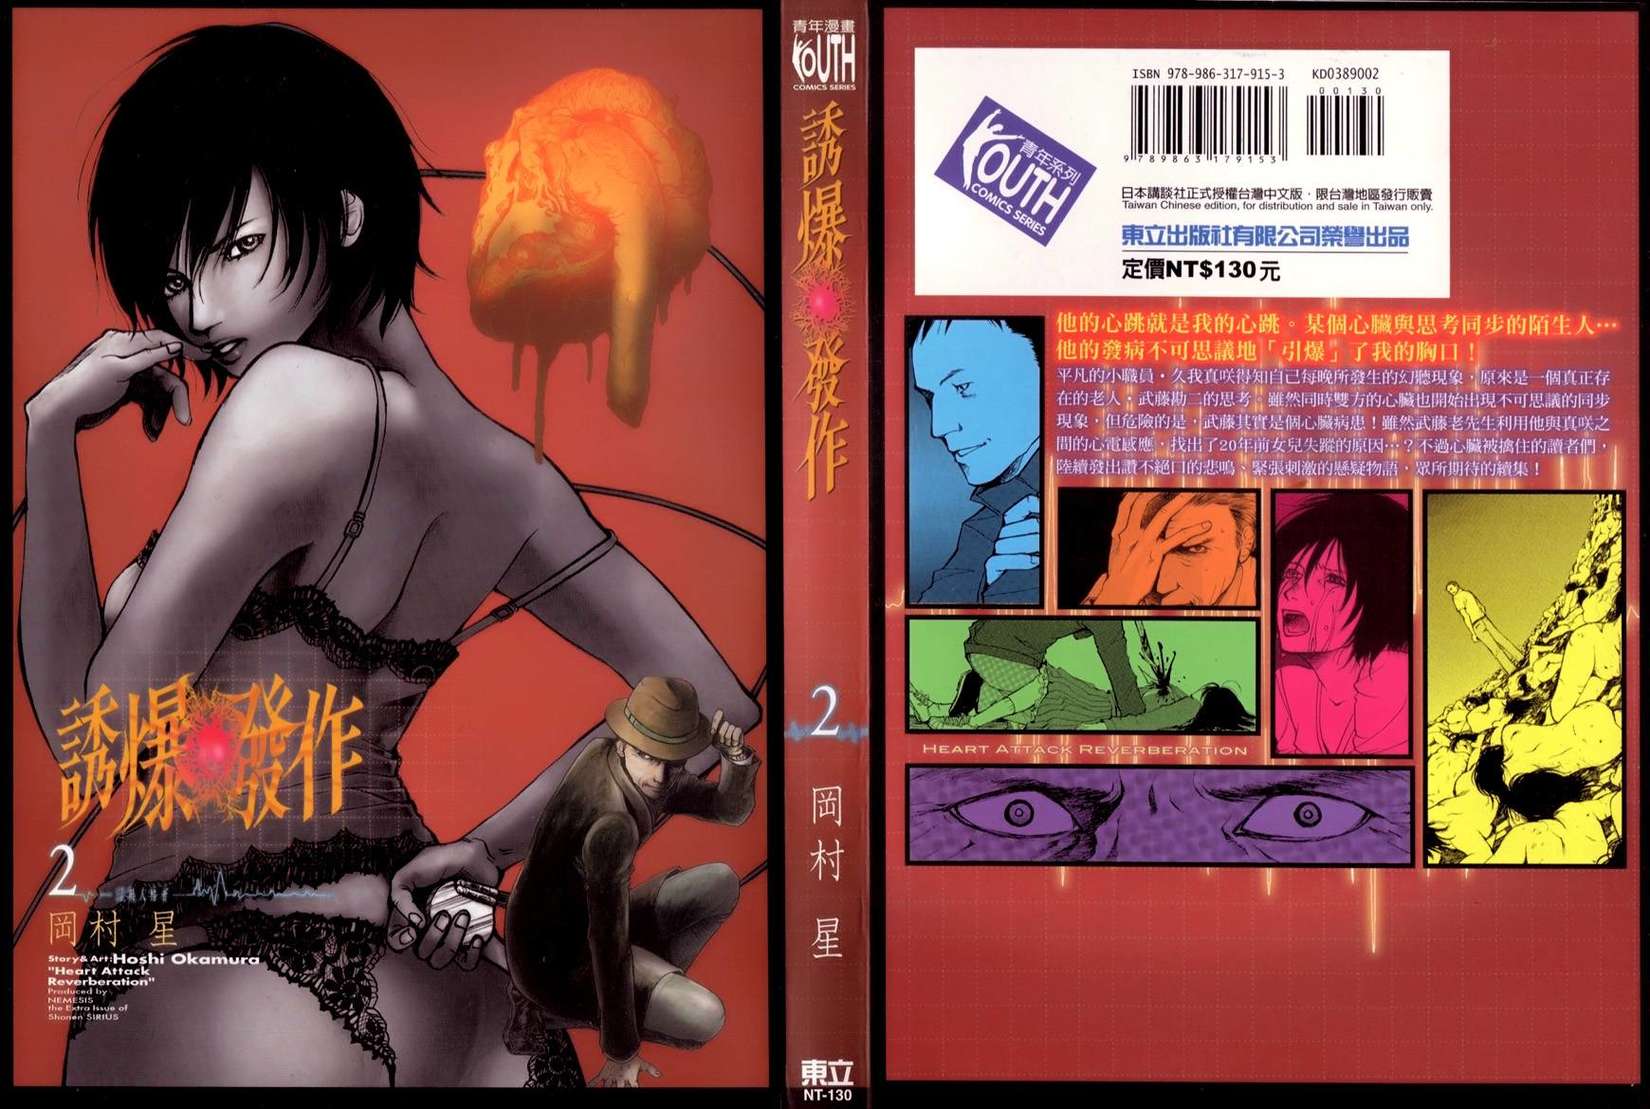 誘爆發作
2
岡村 星
Story & Art: Hoshi Okamura
"Heart Attack
Reverberation"
Produced by
NEMESIS
the Extra Issue of
Shonen SIRIUS
青年漫畫
YOUTH
COMICS SERIES
誘爆發作
2
岡村 星
東立
NT-130
ISBN 978-986-317-915-3
KD0389002
00130
9 789863 179153
青年系列
YOUTH
COMICS SERIES
日本講談社正式授權台灣中文版‧限台灣地區發行販賣
Taiwan Chinese edition, for distribution and sale in Taiwan only.
東立出版社有限公司榮譽出品
定價NT$130元
他的心跳就是我的心跳。某個心臟與思考同步的陌生人…
他的發病不可思議地「引爆」了我的胸口！
平凡的小職員‧久我真咲得知自己每晚所發生的幻聽現象，原來是一個真正存
在的老人‧武藤勘二的思考。雖然同時雙方的心臟也開始出現不可思議的同步
現象，但危險的是，武藤其實是個心臟病患！雖然武藤老先生利用他與真咲之
間的心電感應，找出了20年前女兒失蹤的原因…？不過心臟被擒住的讀者們，
陸續發出讚不絕口的悲鳴、緊張刺激的懸疑物語，眾所期待的續集！
HEART ATTACK REVERBERATION